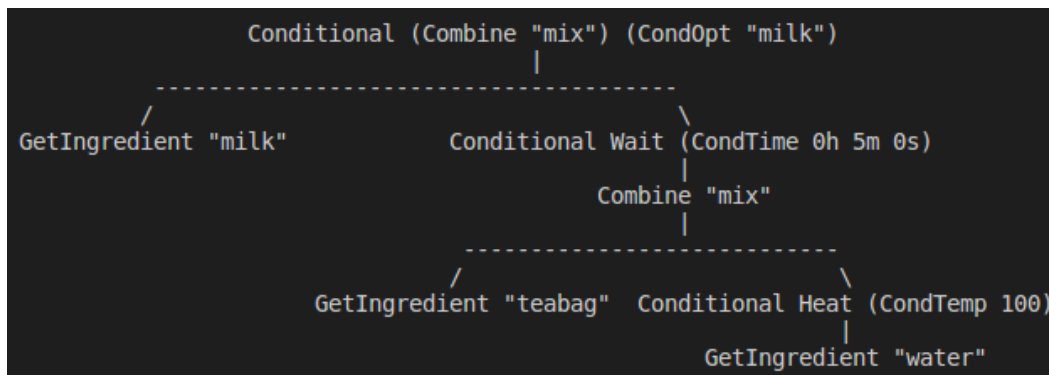 Conditional (Combine "mix") (CondOpt "milk")
|
---------------------------------------
/ \
GetIngredient "milk" Conditional Wait (CondTime 0h 5m 0s)
|
Combine "mix"
|
----------------------------
/ \
GetIngredient "teabag" Conditional Heat (CondTemp 100)
|
GetIngredient "water"